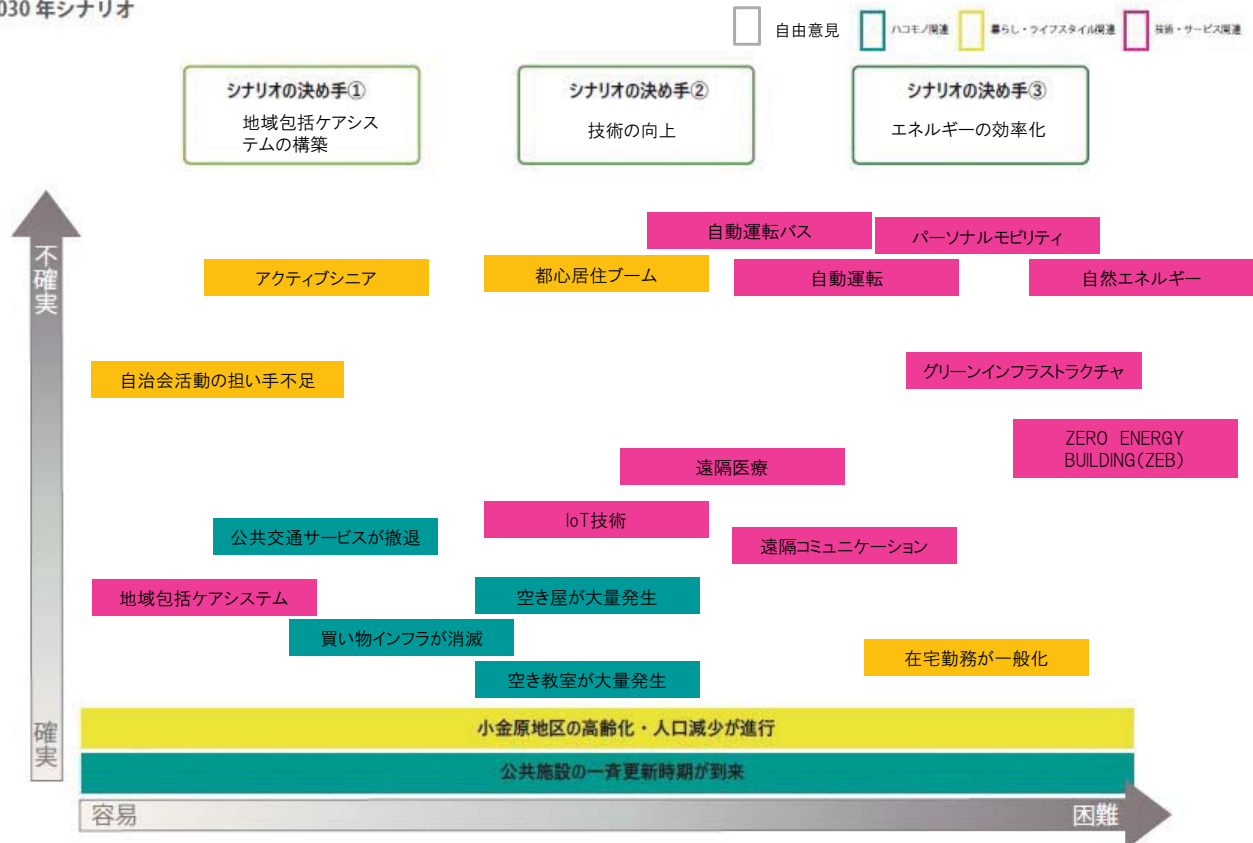 030 年シナリオ
自由意見
ハコモノ関連
暮らし・ライフスタイル関連
技術・サービス関連
シナリオの決め手①
地域包括ケアシス
テムの構築
シナリオの決め手②
技術の向上
シナリオの決め手③
エネルギーの効率化
不確実
自動運転バス
パーソナルモビリティ
アクティブシニア
都心居住ブーム
自動運転
自然エネルギー
自治会活動の担い手不足
グリーンインフラストラクチャ
ZERO ENERGY
BUILDING(ZEB)
遠隔医療
IoT技術
公共交通サービスが撤退
遠隔コミュニケーション
地域包括ケアシステム
空き屋が大量発生
買い物インフラが消滅
在宅勤務が一般化
空き教室が大量発生
確実
小金原地区の高齢化・人口減少が進行
公共施設の一斉更新時期が到来
容易
困難